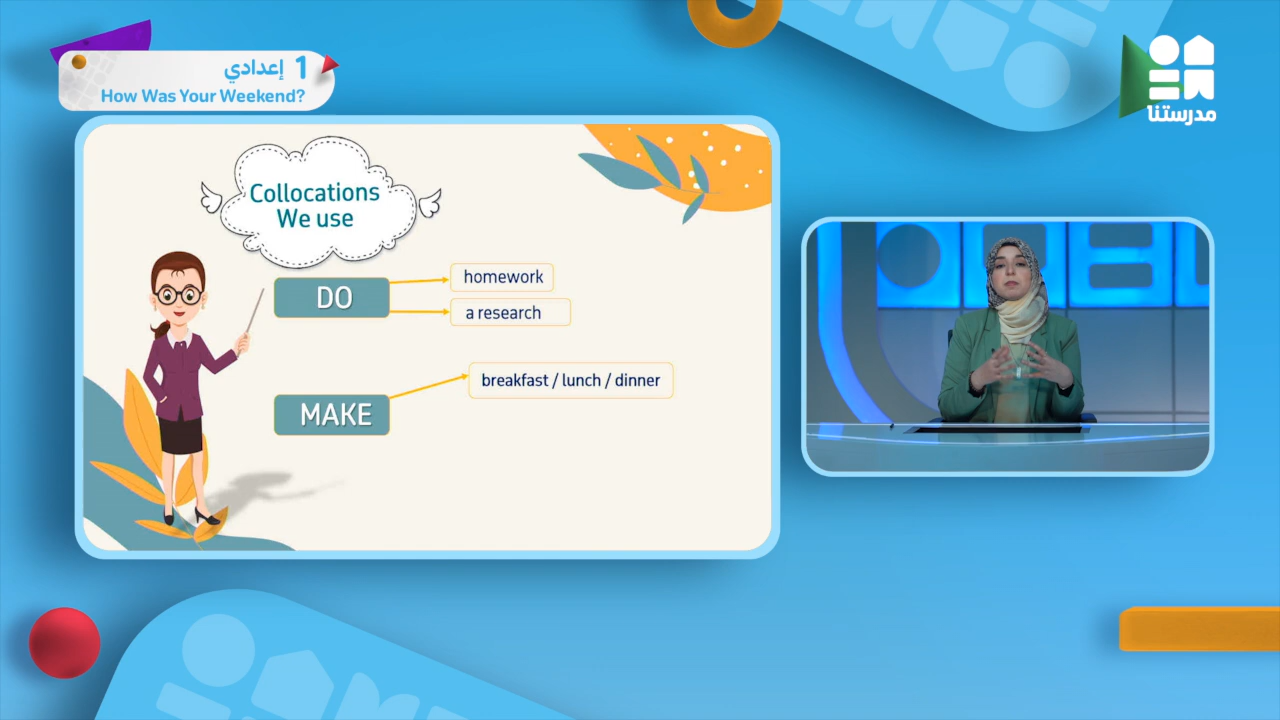 1 إعدادي
How Was Your Weekend?
مدرستنا
Collocations
We use
DO
homework
a research
MAKE
breakfast / lunch / dinner